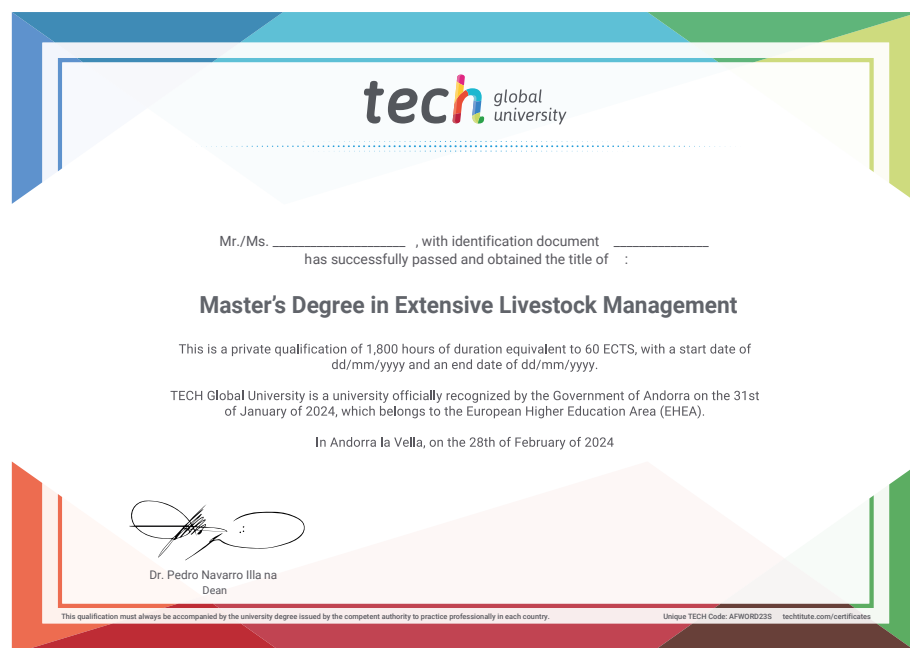 tech global
university
Mr./Ms. _____________________ , with identification document _______________
has successfully passed and obtained the title of :
Master's Degree in Extensive Livestock Management
This is a private qualification of 1,800 hours of duration equivalent to 60 ECTS, with a start date of
dd/mm/yyyy and an end date of dd/mm/yyyy.
TECH Global University is a university officially recognized by the Government of Andorra on the 31st
of January of 2024, which belongs to the European Higher Education Area (EHEA).
In Andorra la Vella, on the 28th of February of 2024
Dr. Pedro Navarro Illa na
Dean
This qualification must always be accompanied by the university degree issued by the competent authority to practice professionally in each country.
Unique TECH Code: AFWORD23S techtitute.com/certificates